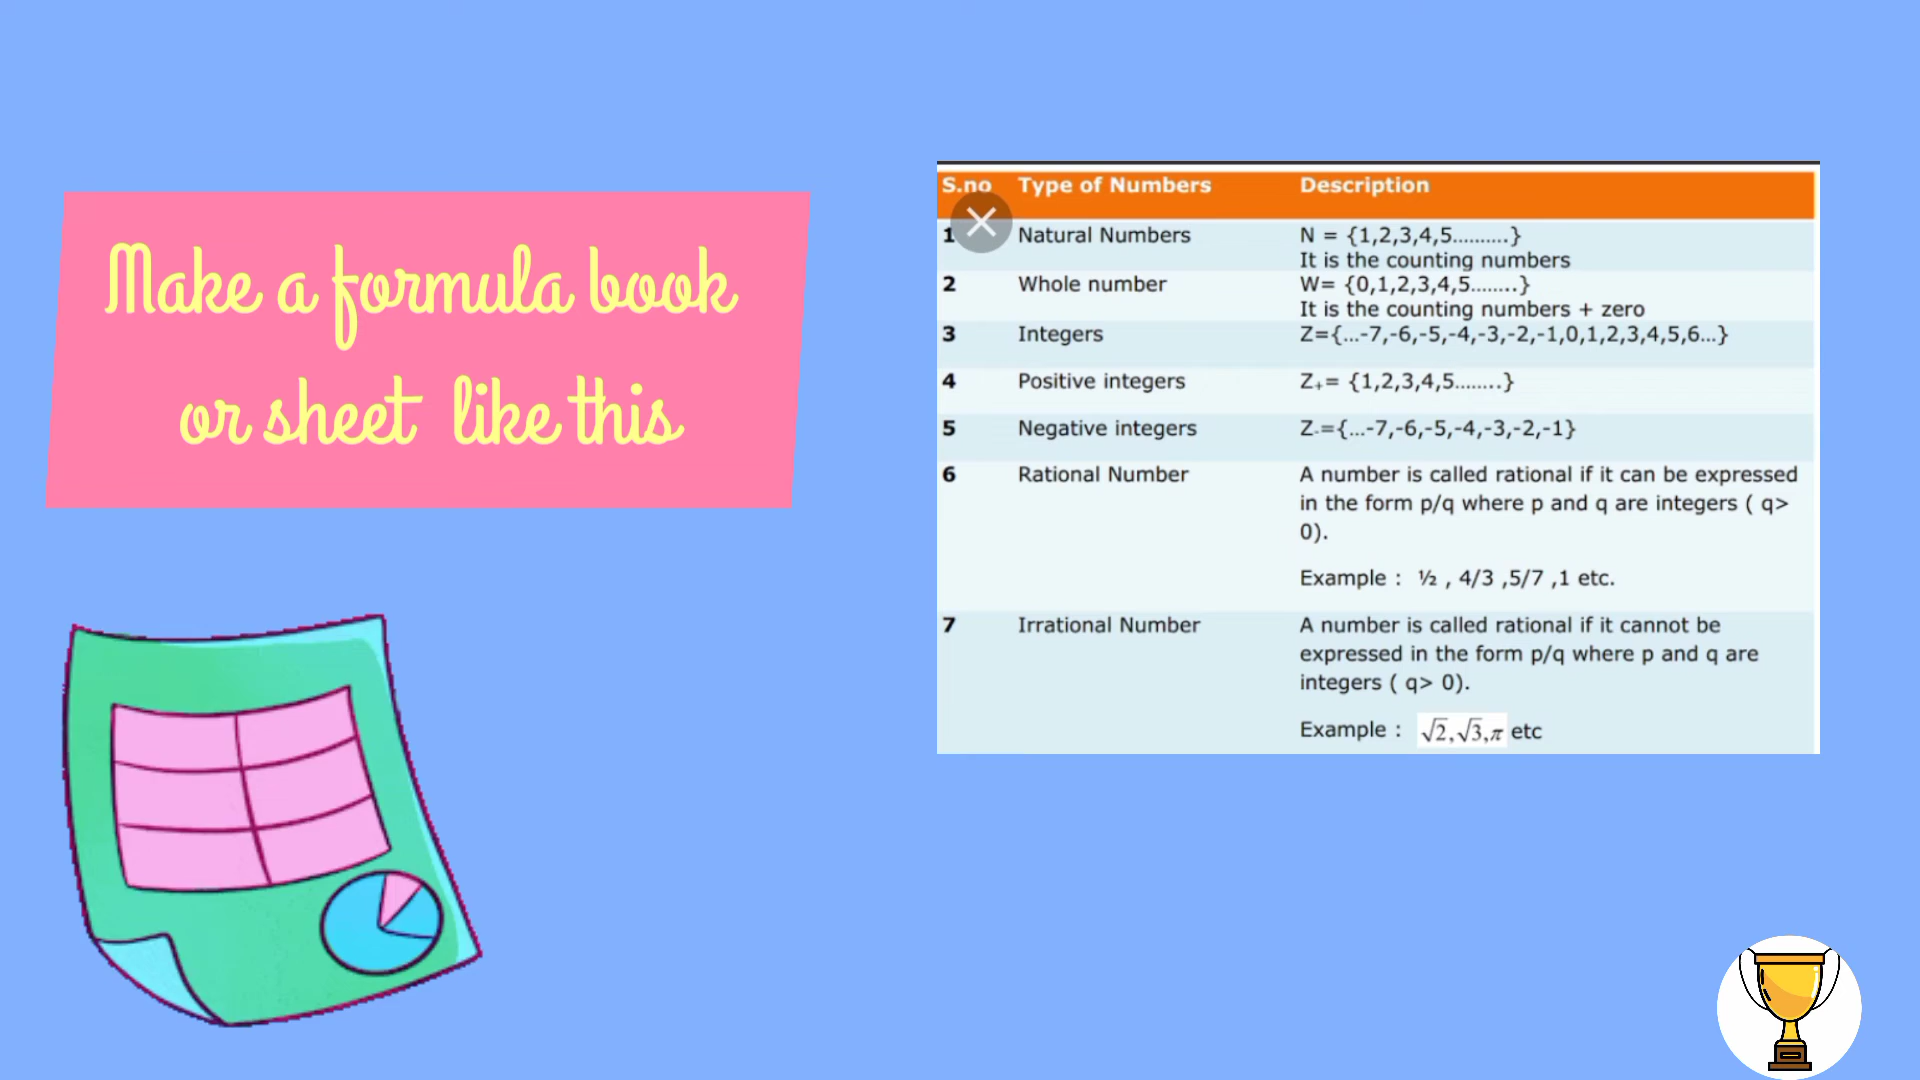 Make a formula book
or sheet like this
S.no Type of Numbers Description
1 Natural Numbers N = {1,2,3,4,5..........}
It is the counting numbers
2 Whole number W= {0,1,2,3,4,5........}
It is the counting numbers + zero
3 Integers Z={...-7,-6,-5,-4,-3,-2,-1,0,1,2,3,4,5,6...}
4 Positive integers Z₊= {1,2,3,4,5........}
5 Negative integers Z₋={...-7,-6,-5,-4,-3,-2,-1}
6 Rational Number A number is called rational if it can be expressed
in the form p/q where p and q are integers ( q>
0).
Example : ½ , 4/3 ,5/7 ,1 etc.
7 Irrational Number A number is called rational if it cannot be
expressed in the form p/q where p and q are
integers ( q> 0).
Example : √2,√3,π etc